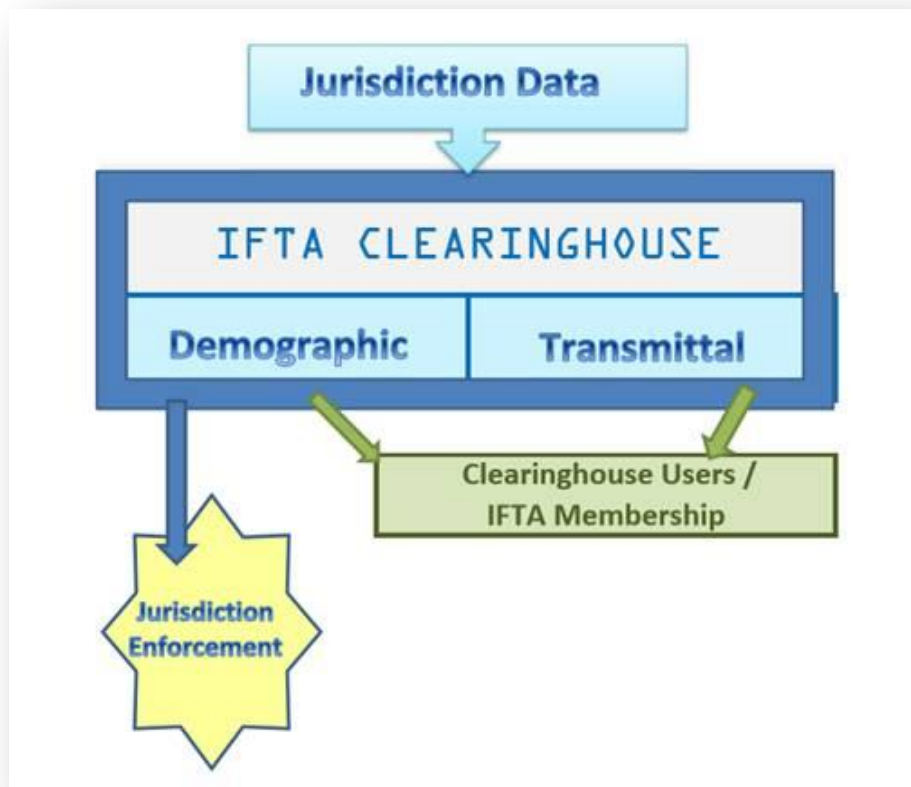 Jurisdiction Data
IFTA CLEARINGHOUSE
Demographic
Transmittal
Clearinghouse Users /
IFTA Membership
Jurisdiction
Enforcement